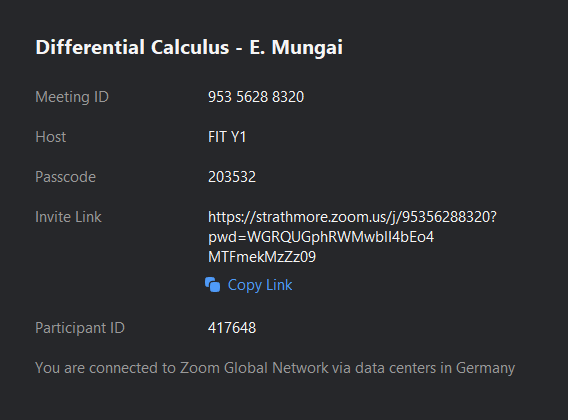 Differential Calculus - E. Mungai
Meeting ID 953 5628 8320
Host FIT Y1
Passcode 203532
Invite Link https://strathmore.zoom.us/j/95356288320?
pwd=WGRQUGphRWMwblI4bEo4
MTFmekMzZz09
Copy Link
Participant ID 417648
You are connected to Zoom Global Network via data centers in Germany